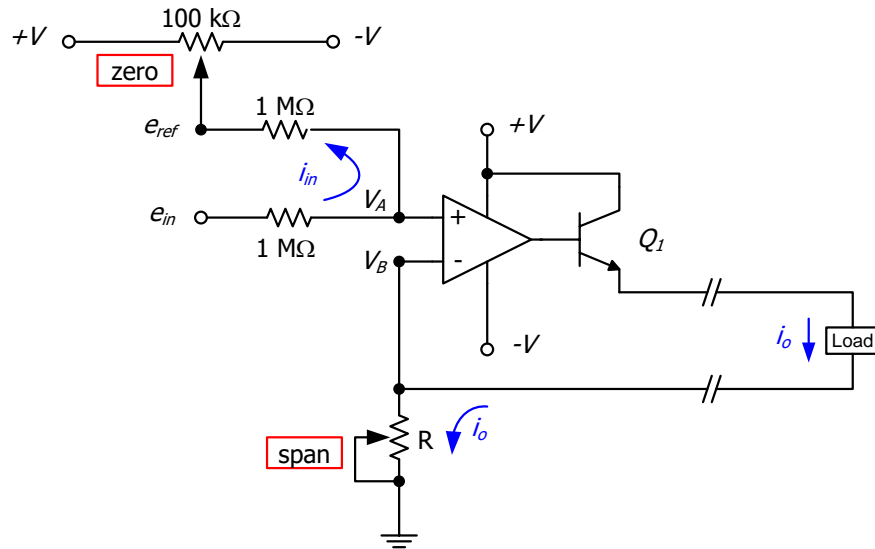 100 kΩ
+V
-V
zero
1 MΩ
e_ref
+V
i_in
V_A
e_in
+
1 MΩ
Q_1
V_B
-
-V
i_o
Load
i_o
R
span